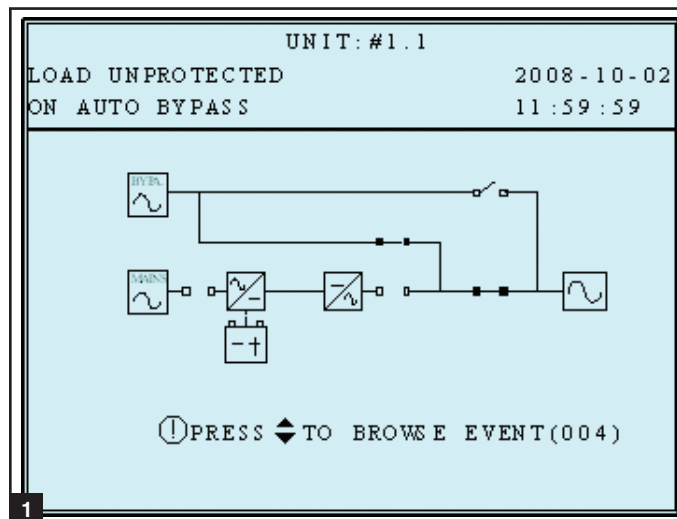 UNIT:#1.1
LOAD UNPROTECTED 2008-10-02
ON AUTO BYPASS 11:59:59
BYPA.
MAINS
PRESS TO BROWSE EVENT(004)
1